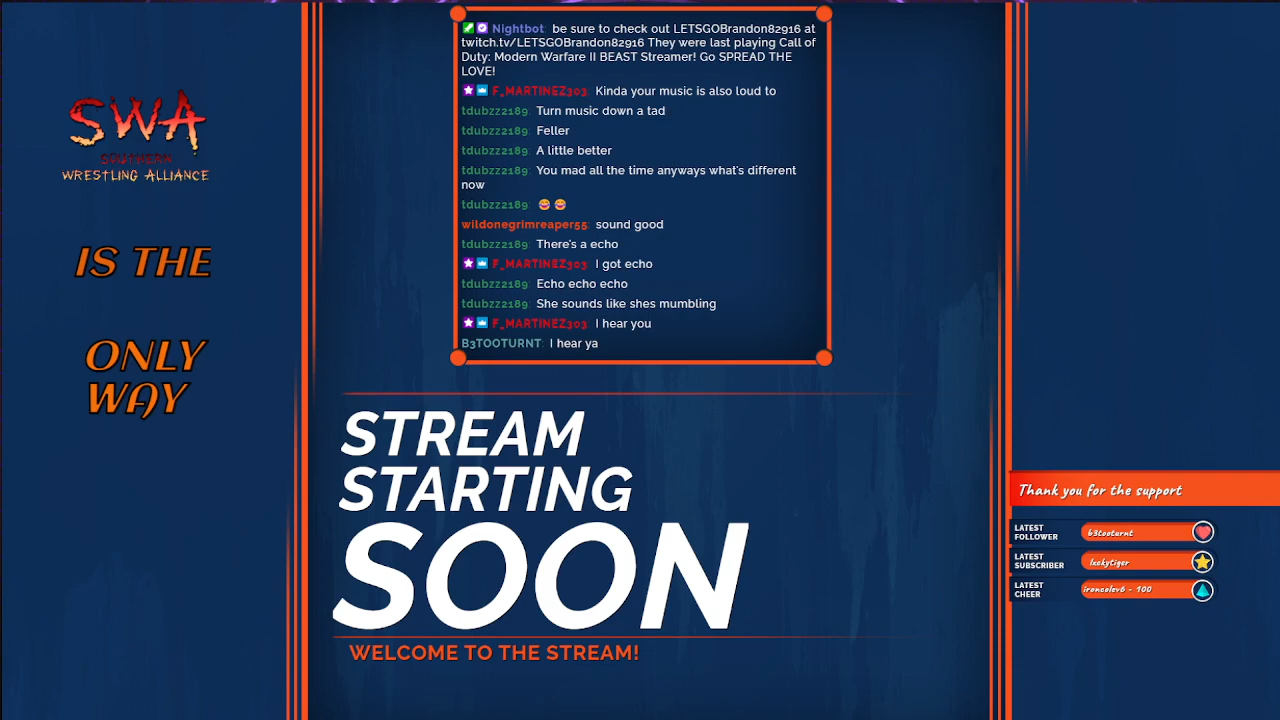 SWA
SOUTHERN
WRESTLING ALLIANCE
IS THE
ONLY
WAY
Nightbot be sure to check out LETSGOBrandon82916 at
twitch.tv/LETSGOBrandon82916 They were last playing Call of
Duty: Modern Warfare II BEAST Streamer! Go SPREAD THE
LOVE!
F_MARTINEZ303: Kinda your music is also loud to
tdubzz2189: Turn music down a tad
tdubzz2189: Feller
tdubzz2189: A little better
tdubzz2189: You mad all the time anyways what's different
now
tdubzz2189: 😂 😂
wildonegrimreaper55: sound good
tdubzz2189: There's a echo
F_MARTINEZ303: I got echo
tdubzz2189: Echo echo echo
tdubzz2189: She sounds like shes mumbling
F_MARTINEZ303: I hear you
B3TOOTURNT: I hear ya
STREAM
STARTING
SOON
WELCOME TO THE STREAM!
Thank you for the support
LATEST
FOLLOWER
b3tooturnt
LATEST
SUBSCRIBER
lxckytiger
LATEST
CHEER
ironcolev6 - 100